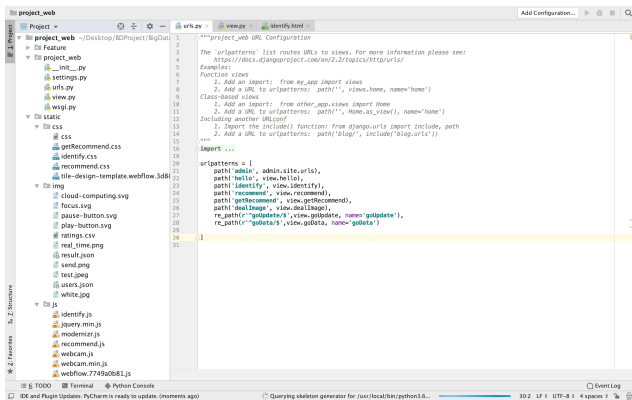 project_web
Add Configuration...
1: Project
Project
urls.py
view.py
identify.html
project_web ~/Desktop/BDProject/BigData
Feature
project_web
__init__.py
settings.py
urls.py
view.py
wsgi.py
static
css
css
getRecommend.css
identify.css
recommend.css
tile-design-template.webflow.3d8
img
cloud-computing.svg
focus.svg
pause-button.svg
play-button.svg
ratings.csv
real_time.png
result.json
send.png
test.jpeg
users.json
white.jpg
js
identify.js
jquery.min.js
modernizr.js
recommend.js
webcam.js
webcam.min.js
webflow.7749a0b81.js
1 """project_web URL Configuration
2
3 The `urlpatterns` list routes URLs to views. For more information please see:
4 https://docs.djangoproject.com/en/2.2/topics/http/urls/
5 Examples:
6 Function views
7 1. Add an import: from my_app import views
8 2. Add a URL to urlpatterns: path('', views.home, name='home')
9 Class-based views
10 1. Add an import: from other_app.views import Home
11 2. Add a URL to urlpatterns: path('', Home.as_view(), name='home')
12 Including another URLconf
13 1. Import the include() function: from django.urls import include, path
14 2. Add a URL to urlpatterns: path('blog/', include('blog.urls'))
15 """
16 import ...
19
20 urlpatterns = [
21 path('admin', admin.site.urls),
22 path('hello', view.hello),
23 path('identify', view.identify),
24 path('recommend', view.recommend),
25 path('getRecommend', view.getRecommend),
26 path('dealImage', view.dealImage),
27 re_path(r'^goUpdate/$',view.goUpdate, name='goUpdate'),
28 re_path(r'^goData/$',view.goData, name='goData')
29
30 ]
31
Z: Structure
2: Favorites
6: TODO
Terminal
Python Console
Event Log
IDE and Plugin Updates: PyCharm is ready to update. (moments ago)
Querying skeleton generator for /usr/local/bin/python3.6...
30:2 LF UTF-8 4 spaces